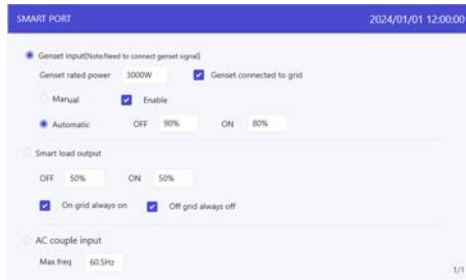 SMART PORT 2024/01/01 12:00:00
Genset input(Note:Need to connect genset signal)
Genset rated power 3000W Genset connected to grid
Manual Enable
Automatic OFF 90% ON 80%
Smart load output
OFF 50% ON 50%
On grid always on Off grid always off
AC couple input
Max freq 60.5Hz
1/1